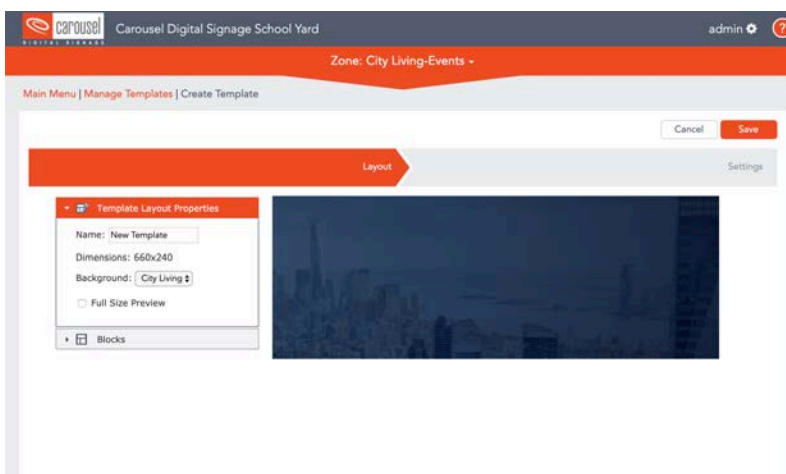 carousel Carousel Digital Signage School Yard admin ?
DIGITAL SIGNAGE
Zone: City Living-Events
Main Menu | Manage Templates | Create Template
Cancel Save
Layout Settings
Template Layout Properties
Name: New Template
Dimensions: 660x240
Background: City Living
Full Size Preview
Blocks